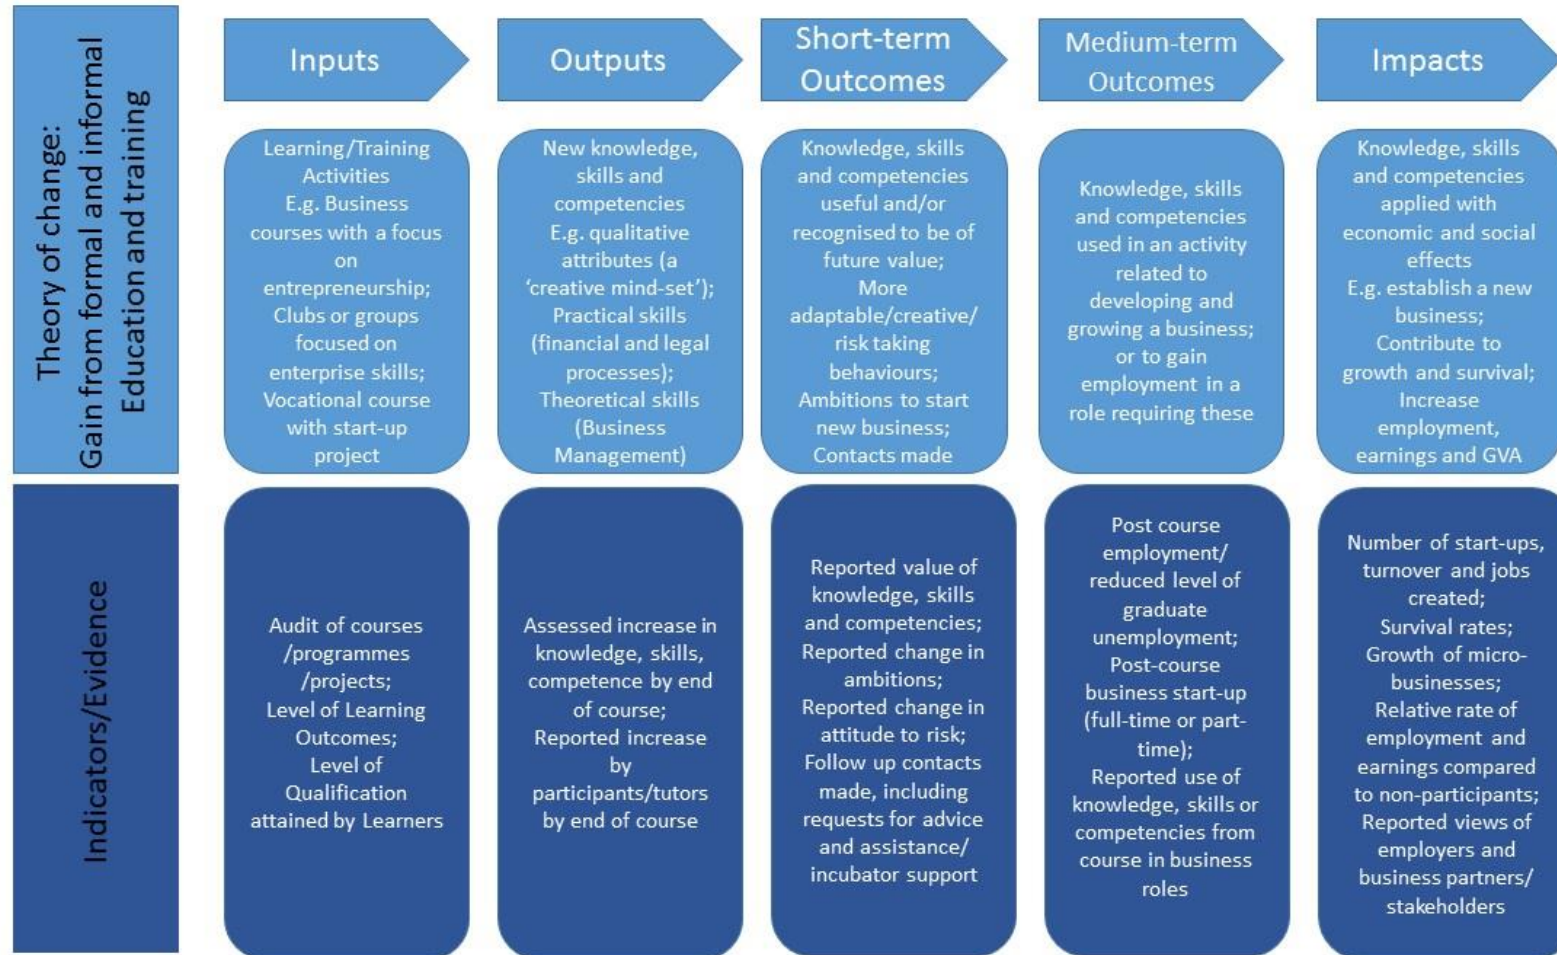 Theory of change:
Gain from formal and informal
Education and training
Inputs
Outputs
Short-term
Outcomes
Medium-term
Outcomes
Impacts
Learning/Training
Activities
E.g. Business
courses with a focus
on
entrepreneurship;
Clubs or groups
focused on
enterprise skills;
Vocational course
with start-up
project
New knowledge,
skills and
competencies
E.g. qualitative
attributes (a
‘creative mind-set’);
Practical skills
(financial and legal
processes);
Theoretical skills
(Business
Management)
Knowledge, skills
and competencies
useful and/or
recognised to be of
future value;
More
adaptable/creative/
risk taking
behaviours;
Ambitions to start
new business;
Contacts made
Knowledge, skills
and competencies
used in an activity
related to
developing and
growing a business;
or to gain
employment in a
role requiring these
Knowledge, skills
and competencies
applied with
economic and social
effects
E.g. establish a new
business;
Contribute to
growth and survival;
Increase
employment,
earnings and GVA
Indicators/Evidence
Audit of courses
/programmes
/projects;
Level of Learning
Outcomes;
Level of
Qualification
attained by Learners
Assessed increase in
knowledge, skills,
competence by end
of course;
Reported increase
by
participants/tutors
by end of course
Reported value of
knowledge, skills
and competencies;
Reported change in
ambitions;
Reported change in
attitude to risk;
Follow up contacts
made, including
requests for advice
and assistance/
incubator support
Post course
employment/
reduced level of
graduate
unemployment;
Post-course
business start-up
(full-time or part-
time);
Reported use of
knowledge, skills or
competencies from
course in business
roles
Number of start-ups,
turnover and jobs
created;
Survival rates;
Growth of micro-
businesses;
Relative rate of
employment and
earnings compared
to non-participants;
Reported views of
employers and
business partners/
stakeholders